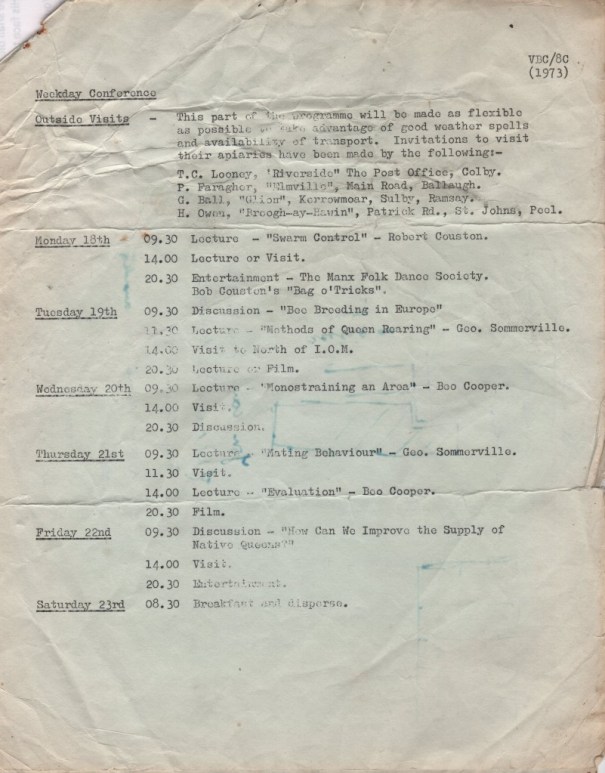 VBC/8C
(1973)
Weekday Conference
Outside Visits - This part of the programme will be made as flexible
as possible to take advantage of good weather spells
and availability of transport. Invitations to visit
their apiaries have been made by the following:-
T.C. Looney, 'Riverside" The Post Office, Colby.
P. Faragher, "Elmville", Main Road, Ballaugh.
G. Ball, "Glion", Kerrowmoar, Sulby, Ramsay.
H. Owen, "Broogh-ay-Hawin", Patrick Rd., St. Johns, Peel.
Monday 18th 09.30 Lecture - "Swarm Control" - Robert Couston.
14.00 Lecture or Visit.
20.30 Entertainment - The Manx Folk Dance Society.
Bob Couston's "Bag o'Tricks".
Tuesday 19th 09.30 Discussion - "Bee Breeding in Europe"
11.30 Lecture - "Methods of Queen Rearing" - Geo. Sommerville.
14.00 Visit to North of I.O.M.
20.30 Lecture or Film.
Wednesday 20th 09.30 Lecture - "Monostraining an Area" - Beo Cooper.
14.00 Visit.
20.30 Discussion.
Thursday 21st 09.30 Lecture - "Mating Behaviour" - Geo. Sommerville.
11.30 Visit.
14.00 Lecture - "Evaluation" - Beo Cooper.
20.30 Film.
Friday 22nd 09.30 Discussion - "How Can We Improve the Supply of
Native Queens?"
14.00 Visit.
20.30 Entertainment.
Saturday 23rd 08.30 Breakfast and disperse.